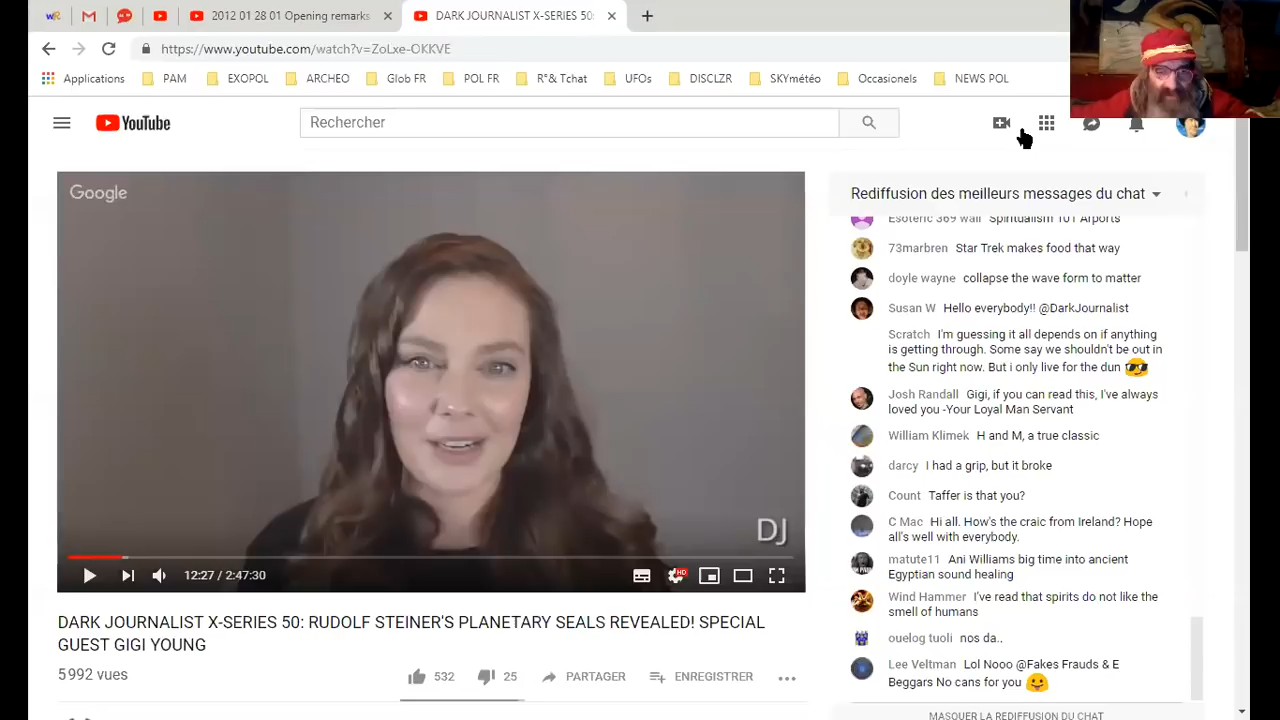 2012 01 28 01 Opening remarks
DARK JOURNALIST X-SERIES 50:
https://www.youtube.com/watch?v=ZoLxe-OKKVE
Applications PAM EXOPOL ARCHEO Glob FR POL FR R°& Tchat UFOs DISCLZR SKYmétéo Occasionels NEWS POL
YouTube
Rechercher
Google
DJ
12:27 / 2:47:30
HD
DARK JOURNALIST X-SERIES 50: RUDOLF STEINER'S PLANETARY SEALS REVEALED! SPECIAL
GUEST GIGI YOUNG
5 992 vues
532 25 PARTAGER ENREGISTRER
Rediffusion des meilleurs messages du chat
Esoteric 369 wall Spiritualism 101 Airports
73marbren Star Trek makes food that way
doyle wayne collapse the wave form to matter
Susan W Hello everybody!! @DarkJournalist
Scratch I'm guessing it all depends on if anything
is getting through. Some say we shouldn't be out in
the Sun right now. But i only live for the dun
Josh Randall Gigi, if you can read this, I've always
loved you -Your Loyal Man Servant
William Klimek H and M, a true classic
darcy I had a grip, but it broke
Count Taffer is that you?
C Mac Hi all. How's the craic from Ireland? Hope
all's well with everybody.
matute11 Ani Williams big time into ancient
Egyptian sound healing
Wind Hammer I've read that spirits do not like the
smell of humans
ouelog tuoli nos da..
Lee Veltman Lol Nooo @Fakes Frauds & E
Beggars No cans for you
MASQUER LA REDIFFUSION DU CHAT